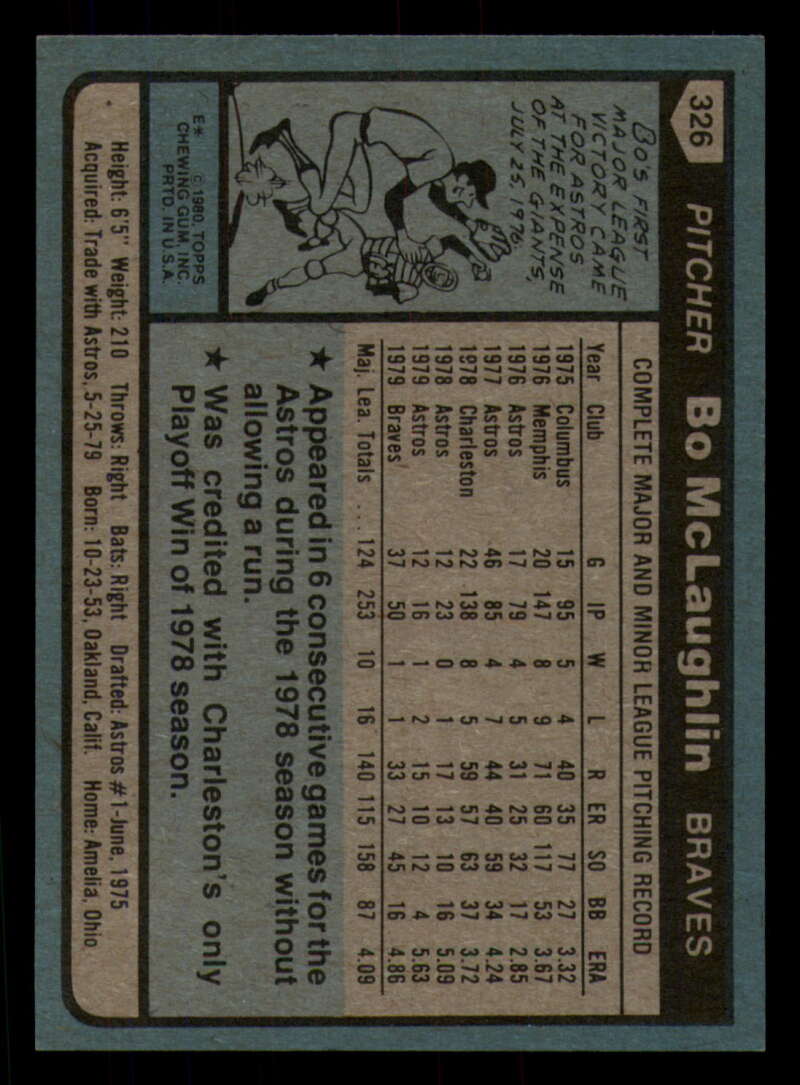 326 PITCHER Bo McLaughlin BRAVES
BO'S FIRST
MAJOR LEAGUE
VICTORY CAME
FOR ASTROS
AT THE EXPENSE
OF THE GIANTS,
JULY 25, 1976
E* © 1980, TOPPS
CHEWING GUM, INC.
PRTD. IN U.S.A.
COMPLETE MAJOR AND MINOR LEAGUE PITCHING RECORD
Year Club G IP W L R ER SO BB ERA
1975 Columbus 15 95 5 4 40 35 77 27 3.32
1976 Memphis 20 147 8 9 71 60 117 53 3.67
1976 Astros 17 79 4 5 31 25 32 17 2.85
1977 Astros 46 85 4 7 44 40 59 34 4.24
1978 Charleston 22 138 8 5 59 57 63 37 3.72
1978 Astros 12 23 0 1 17 13 10 16 5.09
1979 Astros 12 16 1 2 15 10 12 4 5.63
1979 Braves 37 50 1 1 33 27 45 16 4.86
Maj. Lea. Totals ... 124 253 10 16 140 115 158 87 4.09
★ Appeared in 6 consecutive games for the
Astros during the 1978 season without
allowing a run.
★ Was credited with Charleston's only
Playoff Win of 1978 season.
Height: 6'5" Weight: 210 Throws: Right Bats: Right Drafted: Astros #1-June, 1975
Acquired: Trade with Astros, 5-25-79 Born: 10-23-53, Oakland, Calif. Home: Amelia, Ohio